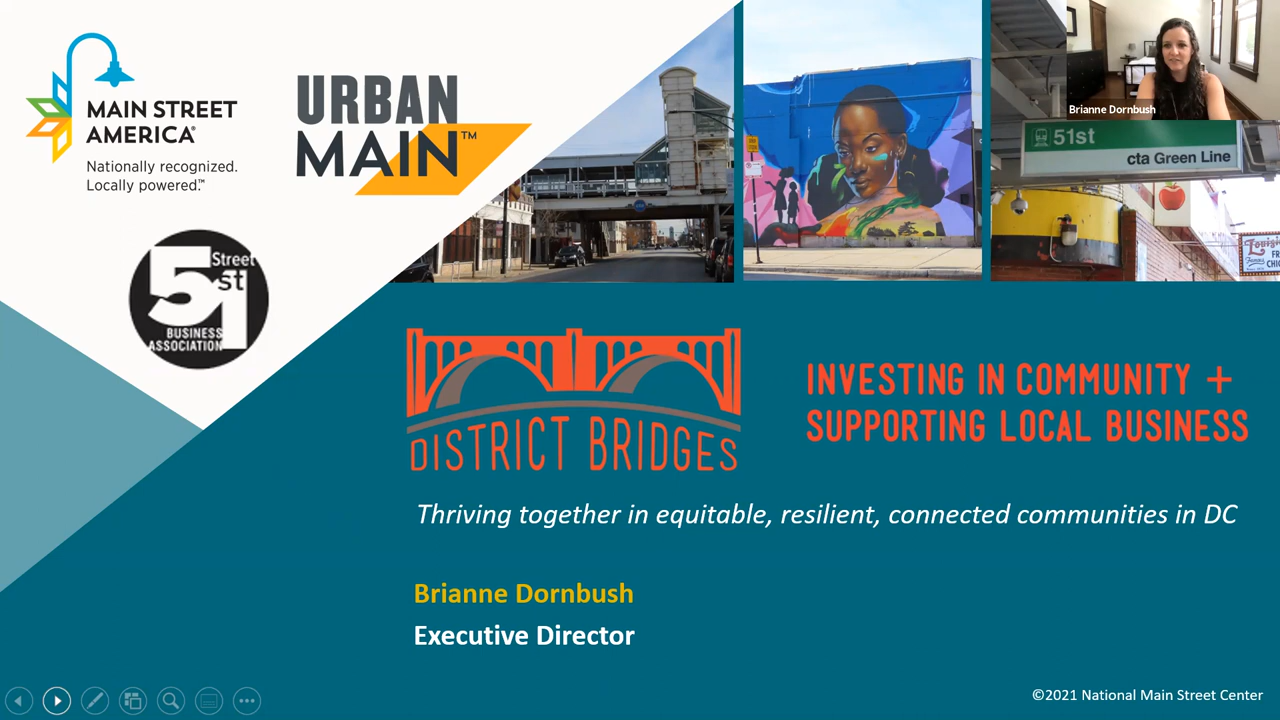 MAIN STREET
AMERICA®
Nationally recognized.
Locally powered.™
URBAN
MAIN™
51st
Street
BUSINESS
ASSOCIATION
Brianne Dornbush
51st
cta Green Line
Famous
DISTRICT BRIDGES
INVESTING IN COMMUNITY +
SUPPORTING LOCAL BUSINESS
Thriving together in equitable, resilient, connected communities in DC
Brianne Dornbush
Executive Director
©2021 National Main Street Center